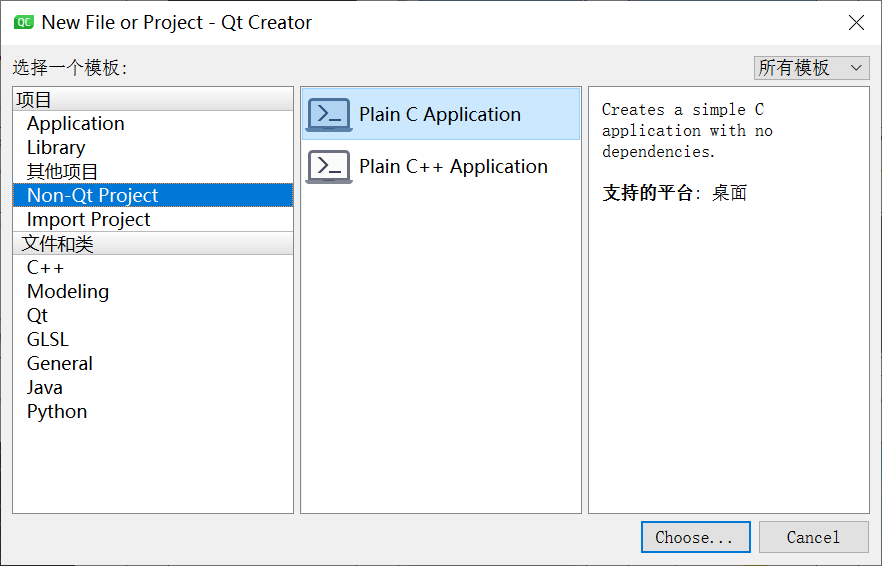 QC New File or Project - Qt Creator
选择一个模板:
所有模板
项目
Application
Library
其他项目
Non-Qt Project
Import Project
文件和类
C++
Modeling
Qt
GLSL
General
Java
Python
Plain C Application
Plain C++ Application
Creates a simple C
application with no
dependencies.
支持的平台: 桌面
Choose...
Cancel